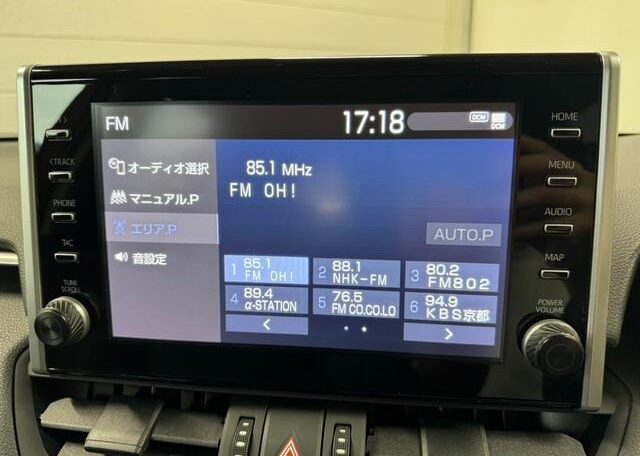 FM
17:18
DCM
DCM
オーディオ選択
マニュアル.P
エリア.P
音設定
85.1 MHz
FM OH!
AUTO.P
1 85.1 FM OH!
2 88.1 NHK-FM
3 80.2 FM802
4 89.4 α-STATION
5 76.5 FM CO.CO.LO
6 94.9 KBS京都
<
>
<TRACK
PHONE
TUNE
SCROLL
HOME
MENU
AUDIO
MAP
POWER
VOLUME